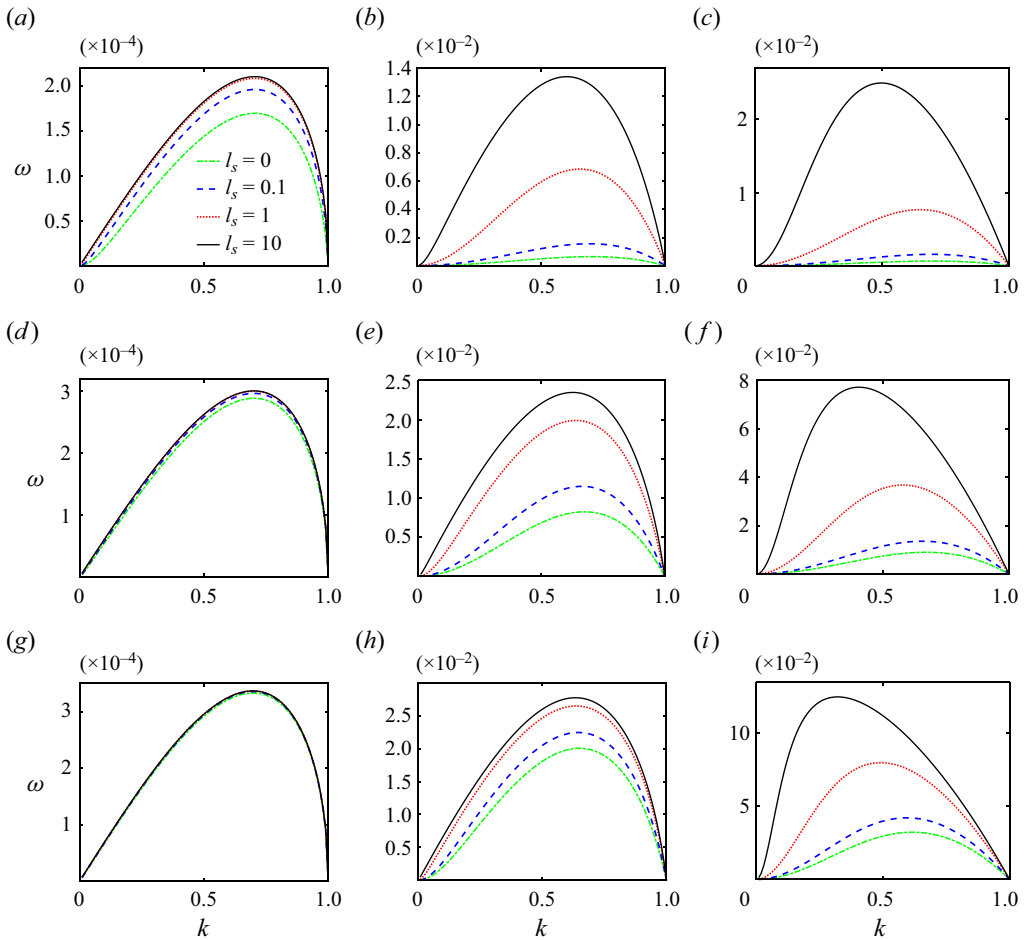 (a) (b) (c)
(×10⁻⁴) (×10⁻²) (×10⁻²)
2.0
1.5
1.0
0.5
ω
l_s = 0
l_s = 0.1
l_s = 1
l_s = 10
0 0.5 1.0
1.4
1.2
1.0
0.8
0.6
0.4
0.2
0 0.5 1.0
2
1
0 0.5 1.0
(d) (e) (f)
(×10⁻⁴) (×10⁻²) (×10⁻²)
3
2
1
ω
0 0.5 1.0
2.5
2.0
1.5
1.0
0.5
0 0.5 1.0
8
6
4
2
0 0.5 1.0
(g) (h) (i)
(×10⁻⁴) (×10⁻²) (×10⁻²)
3
2
1
ω
0 0.5 1.0
k
2.5
2.0
1.5
1.0
0.5
0 0.5 1.0
k
10
5
0 0.5 1.0
k